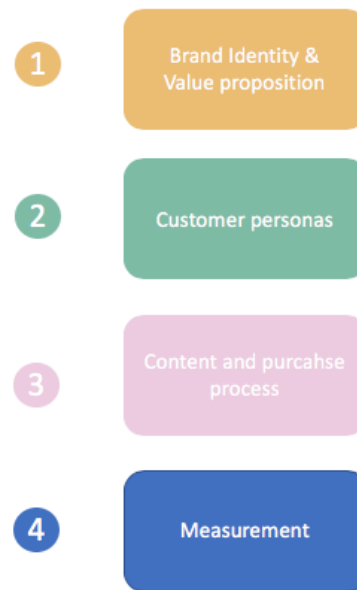 1
Brand Identity &
Value proposition
2
Customer personas
3
Content and purcahse
process
4
Measurement